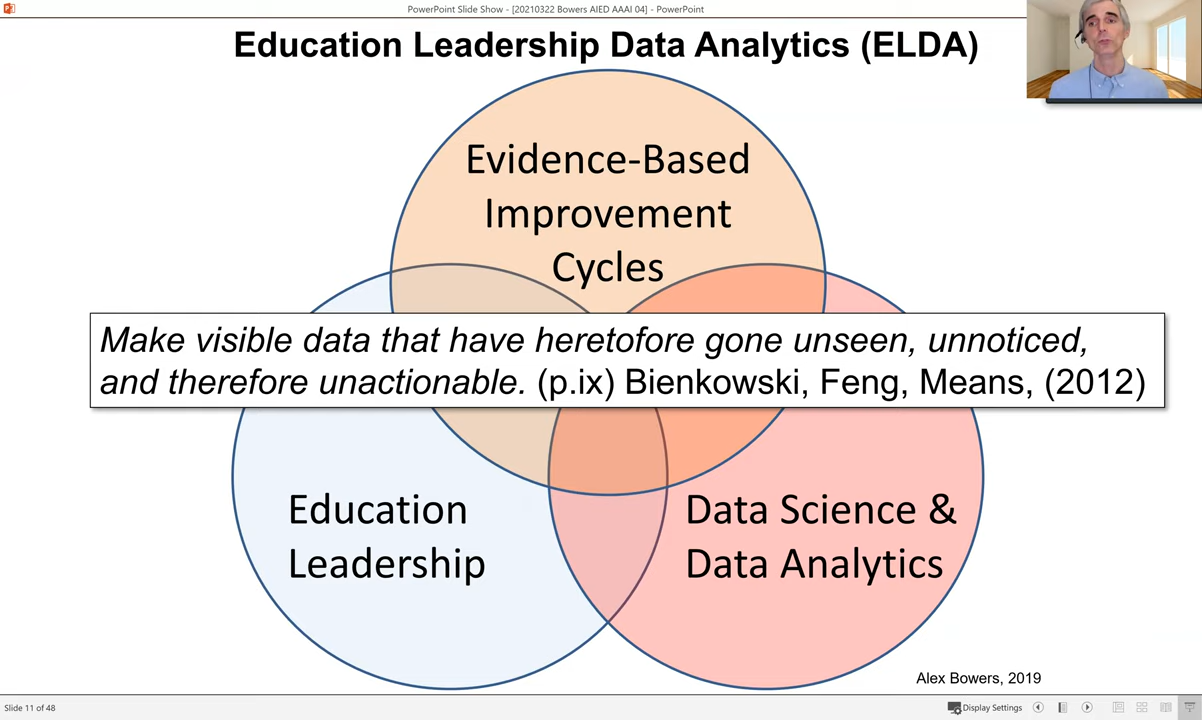 PowerPoint Slide Show - [20210322 Bowers AIED AAAI 04] - PowerPoint
Education Leadership Data Analytics (ELDA)
Evidence-Based
Improvement
Cycles
Make visible data that have heretofore gone unseen, unnoticed,
and therefore unactionable. (p.ix) Bienkowski, Feng, Means, (2012)
Education
Leadership
Data Science &
Data Analytics
Alex Bowers, 2019
Slide 11 of 48
Display Settings